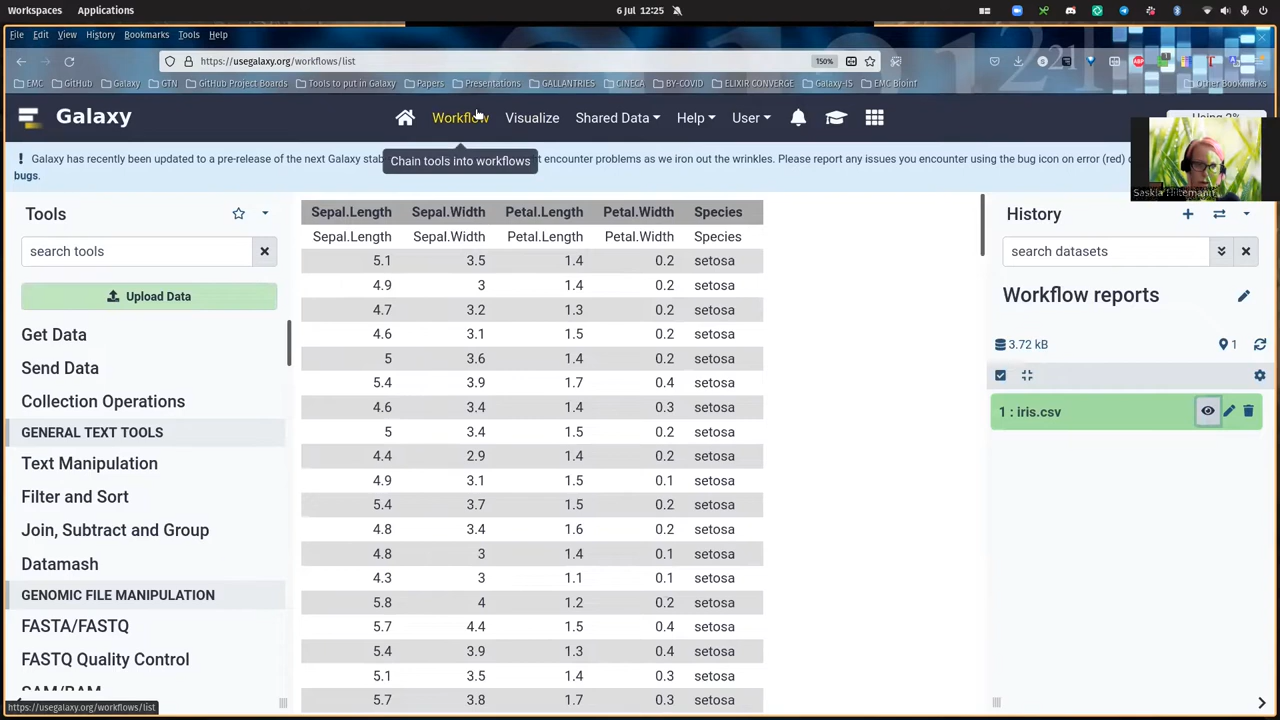 Workspaces Applications 6 Jul 12:25
File Edit View History Bookmarks Tools Help
https://usegalaxy.org/workflows/list 150%
EMC GitHub Galaxy GTN GitHub Project Boards Tools to put in Galaxy Papers Presentations GALLANTRIES CINECA BY-COVID ELIXIR CONVERGE Galaxy-IS EMC Bioinf Other Bookmarks
Galaxy Workflow Visualize Shared Data Help User Using 2%
Galaxy has recently been updated to a pre-release of the next Galaxy stab t encounter problems as we iron out the wrinkles. Please report any issues you encounter using the bug icon on error (red)
bugs.
Chain tools into workflows
Saskia Hiltemann
Tools
search tools
Upload Data
Get Data
Send Data
Collection Operations
GENERAL TEXT TOOLS
Text Manipulation
Filter and Sort
Join, Subtract and Group
Datamash
GENOMIC FILE MANIPULATION
FASTA/FASTQ
FASTQ Quality Control
SAM/BAM
https://usegalaxy.org/workflows/list
Sepal.Length Sepal.Width Petal.Length Petal.Width Species
Sepal.Length Sepal.Width Petal.Length Petal.Width Species
5.1 3.5 1.4 0.2 setosa
4.9 3 1.4 0.2 setosa
4.7 3.2 1.3 0.2 setosa
4.6 3.1 1.5 0.2 setosa
5 3.6 1.4 0.2 setosa
5.4 3.9 1.7 0.4 setosa
4.6 3.4 1.4 0.3 setosa
5 3.4 1.5 0.2 setosa
4.4 2.9 1.4 0.2 setosa
4.9 3.1 1.5 0.1 setosa
5.4 3.7 1.5 0.2 setosa
4.8 3.4 1.6 0.2 setosa
4.8 3 1.4 0.1 setosa
4.3 3 1.1 0.1 setosa
5.8 4 1.2 0.2 setosa
5.7 4.4 1.5 0.4 setosa
5.4 3.9 1.3 0.4 setosa
5.1 3.5 1.4 0.3 setosa
5.7 3.8 1.7 0.3 setosa
History
search datasets
Workflow reports
3.72 kB 1
1 : iris.csv